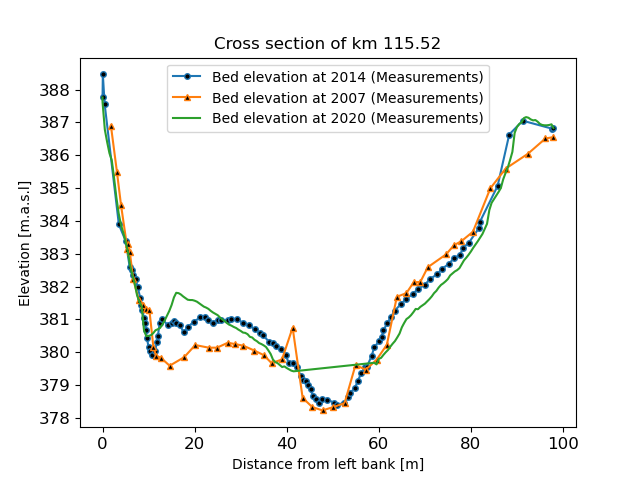 Cross section of km 115.52
Bed elevation at 2014 (Measurements)
Bed elevation at 2007 (Measurements)
Bed elevation at 2020 (Measurements)
Elevation [m.a.s.l]
388
387
386
385
384
383
382
381
380
379
378
0 20 40 60 80 100
Distance from left bank [m]